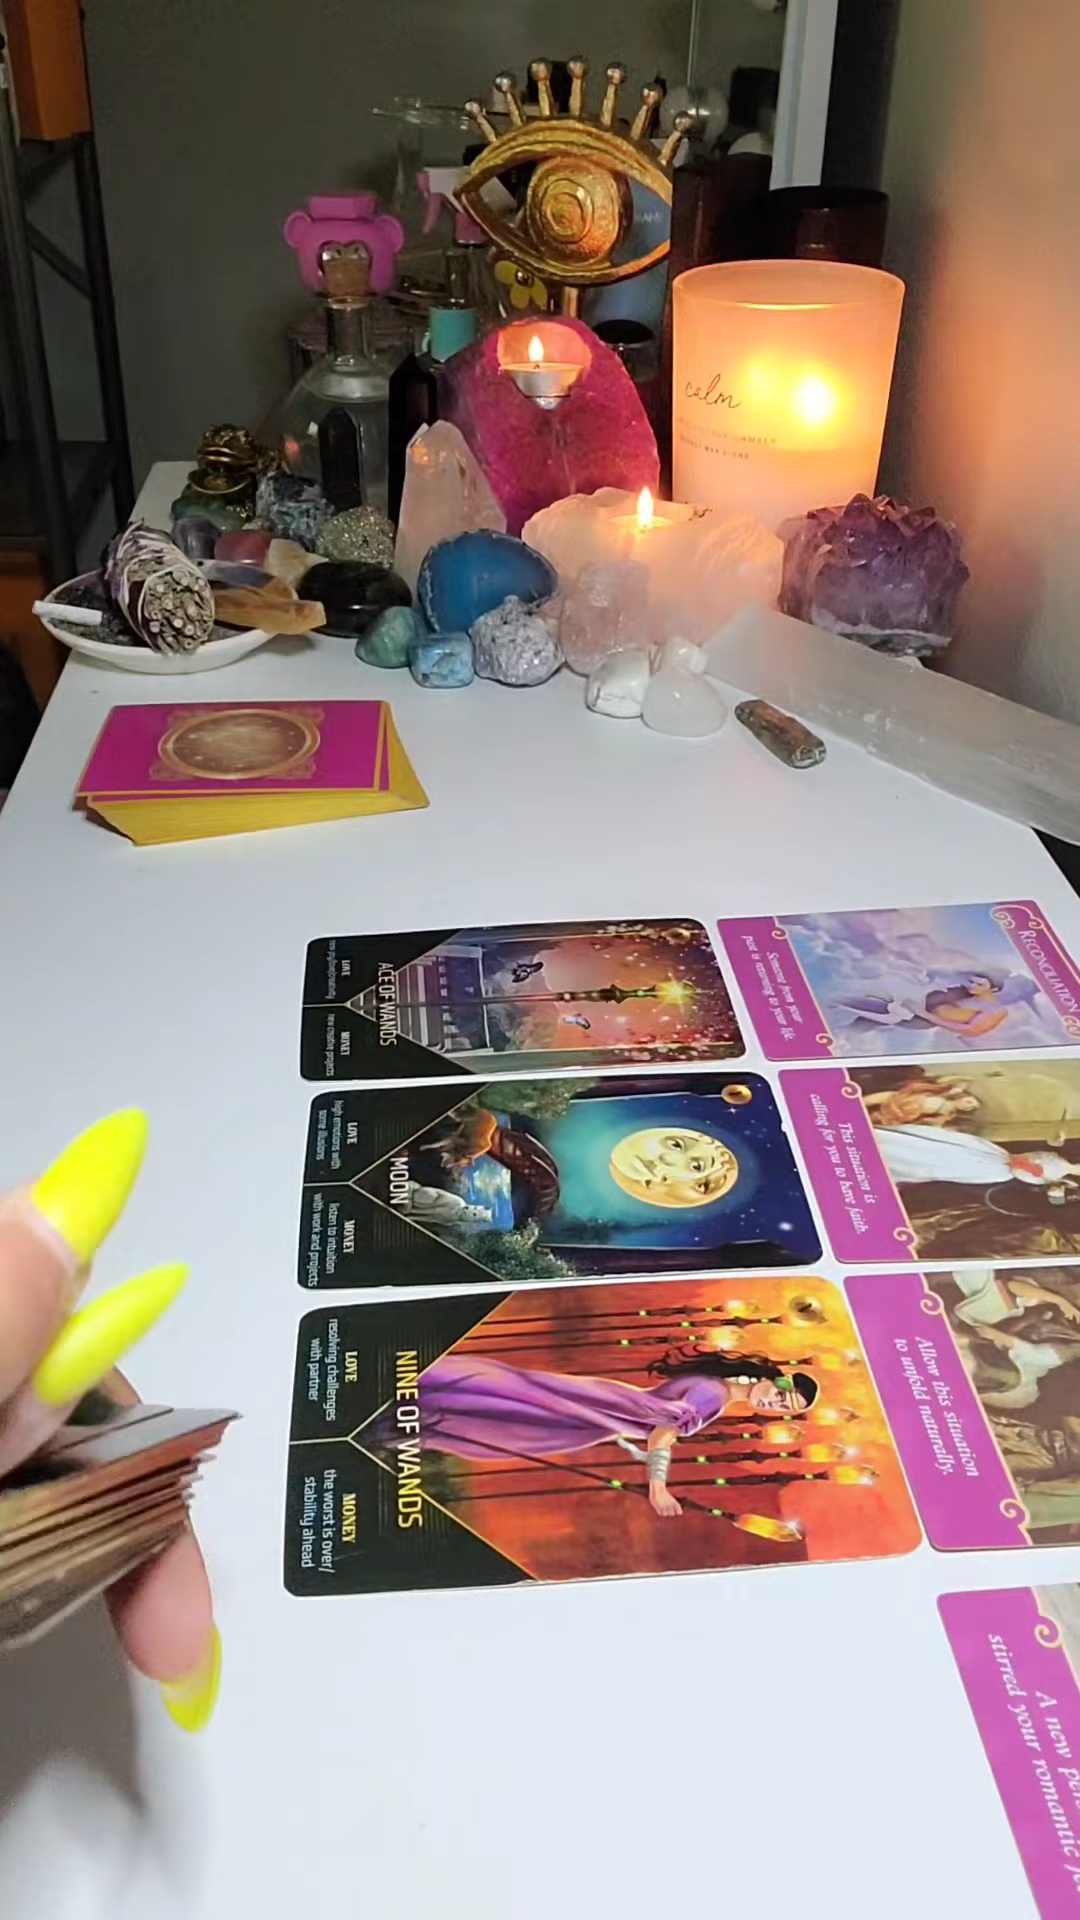 calm
ACE OF WANDS
LOVE
MONEY
new creative projects
RECONCILIATION
Someone from your
past is returning to your life.
MOON
LOVE
high emotions with
some illusions
MONEY
listen to intuition
with work and projects
This situation is
calling for you to have faith.
NINE OF WANDS
LOVE
resolving challenges
with partner
MONEY
the worst is over/
stability ahead
Allow this situation
to unfold naturally.
A new
stirred your romantic